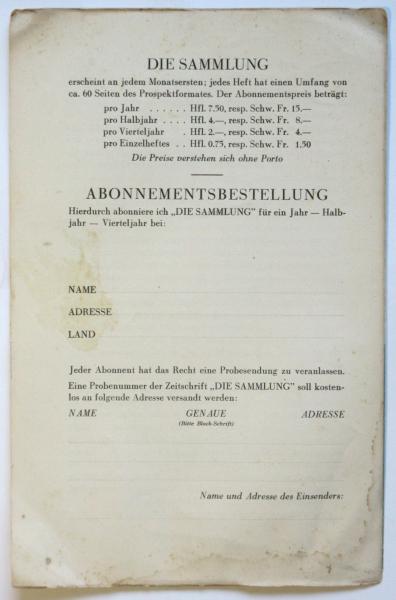 DIE SAMMLUNG
erscheint an jedem Monatsersten; jedes Heft hat einen Umfang von
ca. 60 Seiten des Prospektformates. Der Abonnementspreis beträgt:
pro Jahr . . . . . . Hfl. 7.50, resp. Schw. Fr. 15.—
pro Halbjahr . . . . Hfl. 4.—, resp. Schw. Fr. 8.—
pro Vierteljahr . Hfl. 2.—, resp. Schw. Fr. 4.—
pro Einzelheftes . . Hfl. 0.75, resp. Schw. Fr. 1.50
Die Preise verstehen sich ohne Porto
ABONNEMENTSBESTELLUNG
Hierdurch abonniere ich „DIE SAMMLUNG" für ein Jahr — Halb-
jahr — Vierteljahr bei:
NAME
ADRESSE
LAND
Jeder Abonnent hat das Recht eine Probesendung zu veranlassen.
Eine Probenummer der Zeitschrift „DIE SAMMLUNG" soll kosten-
los an folgende Adresse versandt werden:
NAME GENAUE ADRESSE
(Bitte Block-Schrift)
Name und Adresse des Einsenders: